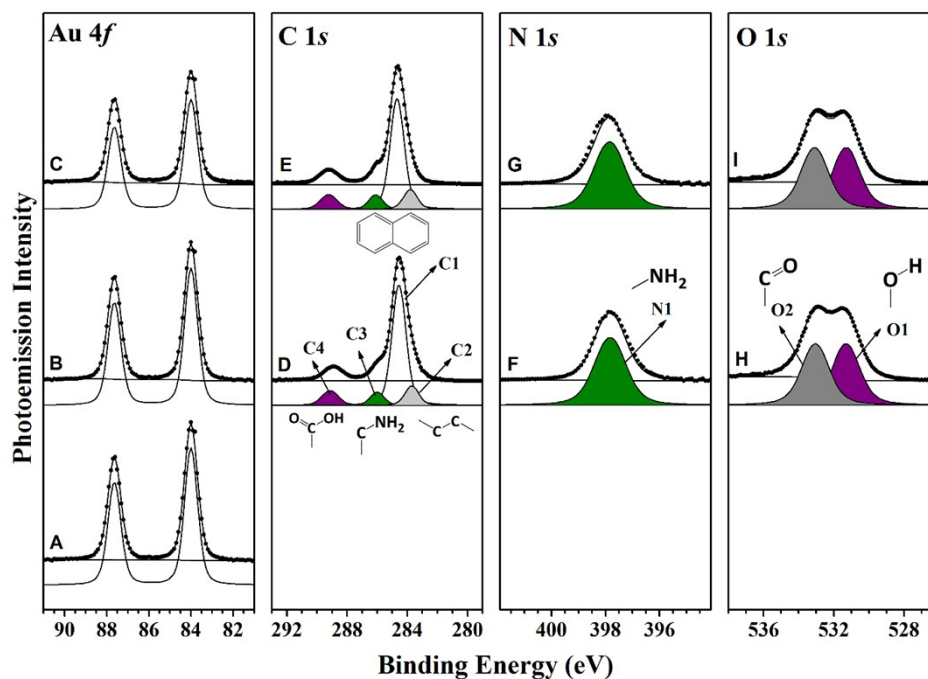 Photoemission Intensity
Au 4f
C
B
A
90 88 86 84 82
C 1s
E
C1
C4 C3 C2
D
O OH
C
C NH2
C C
292 288 284 280
N 1s
G
NH2
N1
F
400 398 396
O 1s
I
C O
O H
O2 O1
H
536 532 528
Binding Energy (eV)